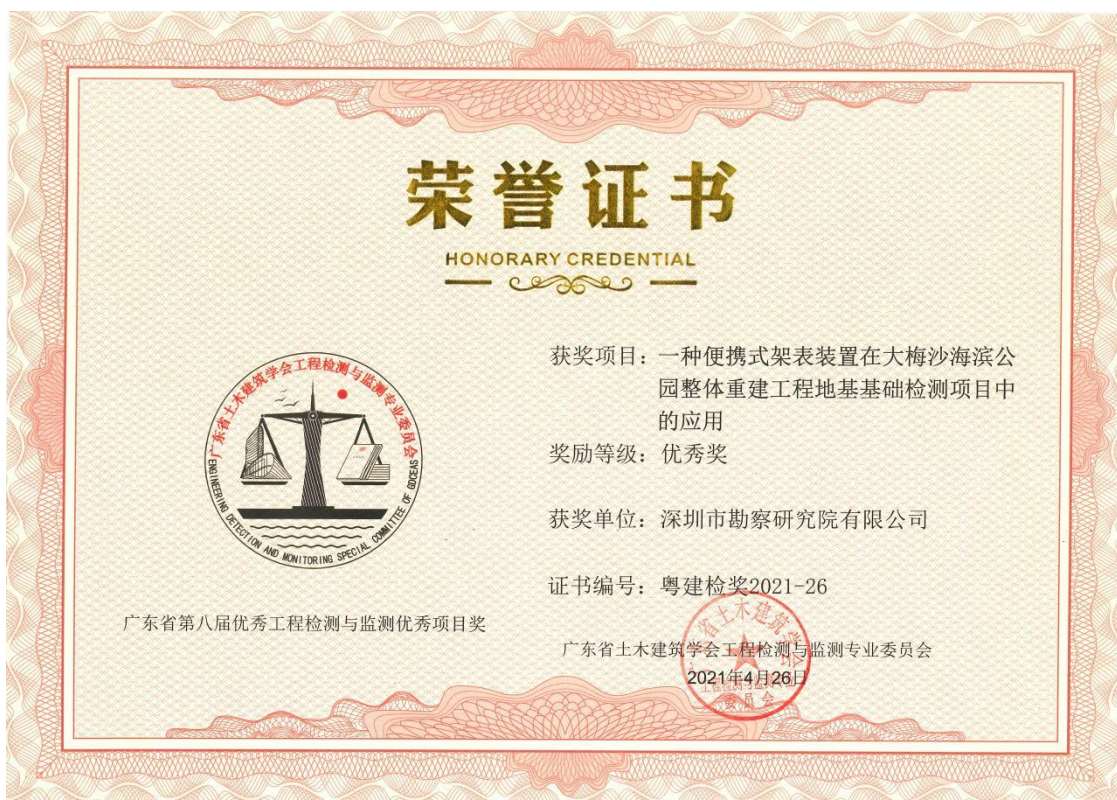 荣誉证书
HONORARY CREDENTIAL
广东省土木建筑学会工程检测与监测专业委员会
ENGINEERING DETECTION AND MONITORING SPECIAL COMMITTEE OF GDCEAS
广东省第八届优秀工程检测与监测优秀项目奖
获奖项目：一种便携式架表装置在大梅沙海滨公
园整体重建工程地基基础检测项目中
的应用
奖励等级：优秀奖
获奖单位：深圳市勘察研究院有限公司
证书编号：粤建检奖2021-26
广东省土木建筑学会工程检测与监测专业委员会
2021年4月26日